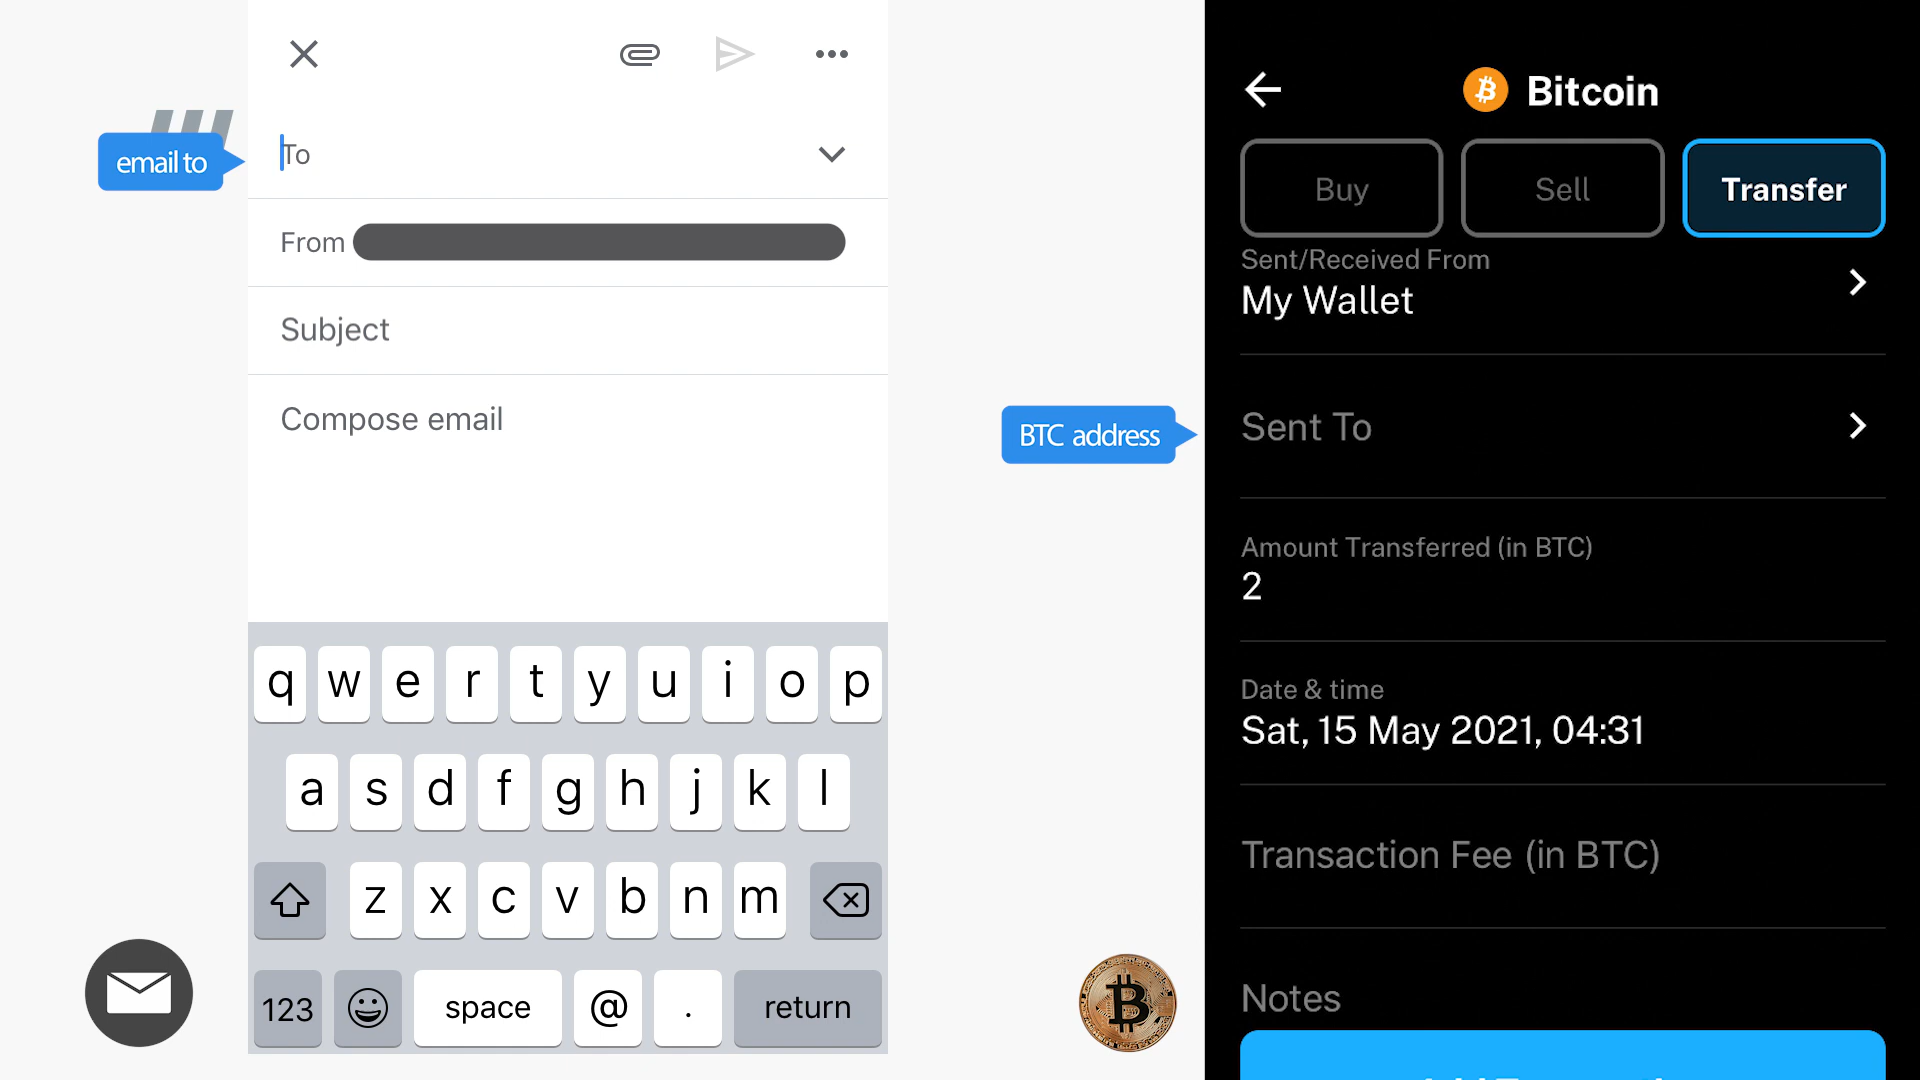 email to
To
From
Subject
Compose email
q w e r t y u i o p
a s d f g h j k l
z x c v b n m
123 space @ . return
Bitcoin
Buy Sell Transfer
Sent/Received From
My Wallet
BTC address
Sent To
Amount Transferred (in BTC)
2
Date & time
Sat, 15 May 2021, 04:31
Transaction Fee (in BTC)
Notes